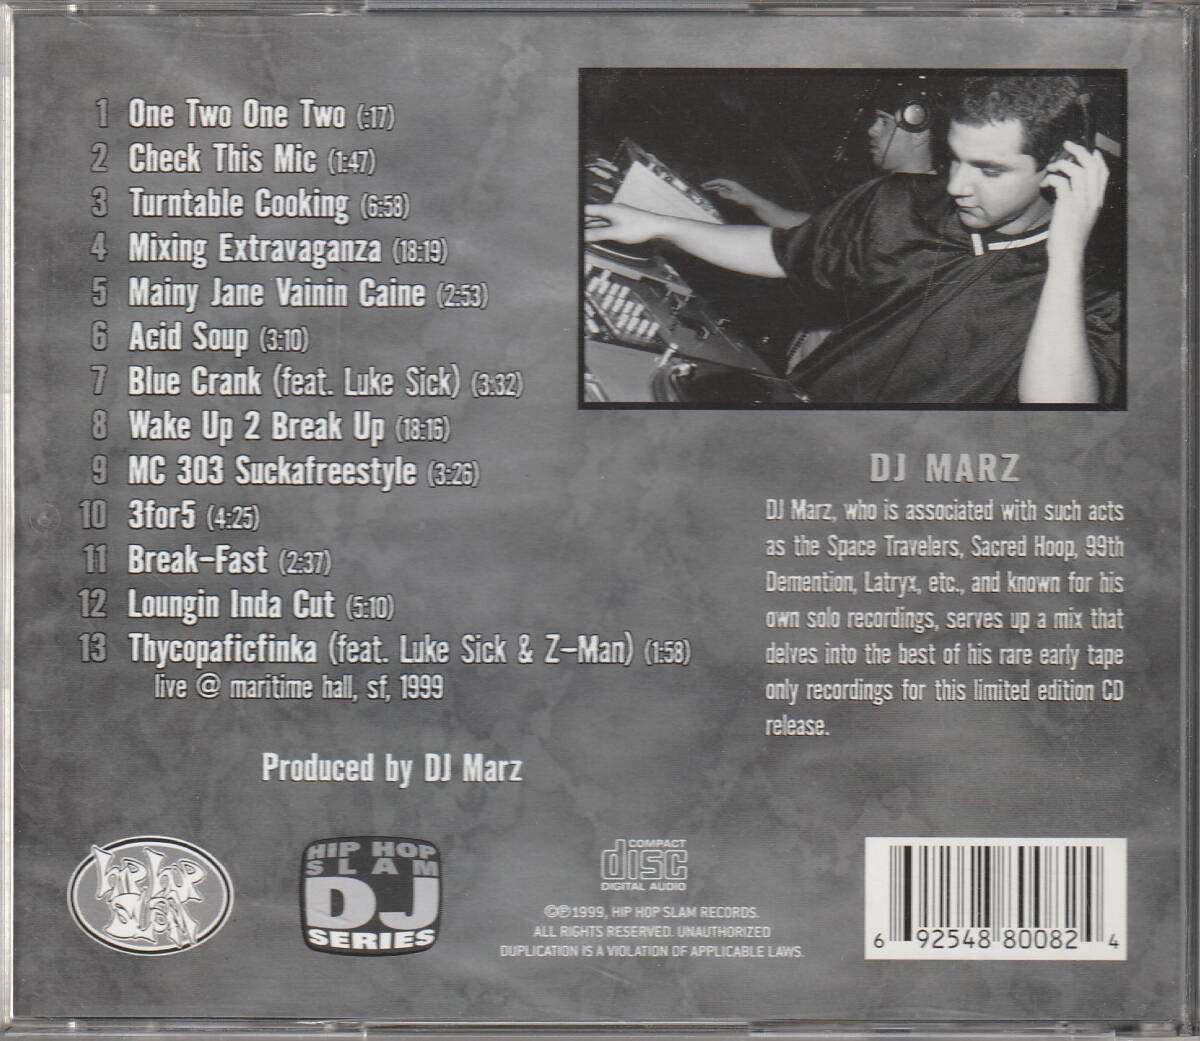 1 One Two One Two (:17)
2 Check This Mic (1:47)
3 Turntable Cooking (6:58)
4 Mixing Extravaganza (18:19)
5 Mainy Jane Vainin Caine (2:53)
6 Acid Soup (3:10)
7 Blue Crank (feat. Luke Sick) (3:32)
8 Wake Up 2 Break Up (18:16)
9 MC 303 Suckafreestyle (3:26)
10 3for5 (4:25)
11 Break-Fast (2:37)
12 Loungin Inda Cut (5:10)
13 Thycopaficfinka (feat. Luke Sick & Z-Man) (1:58)
live @ maritime hall, sf, 1999
Produced by DJ Marz
DJ MARZ
DJ Marz, who is associated with such acts
as the Space Travelers, Sacred Hoop, 99th
Demention, Latryx, etc., and known for his
own solo recordings, serves up a mix that
delves into the best of his rare early tape
only recordings for this limited edition CD
release.
HIP HOP
SLAM
HIP HOP
SLAM
DJ
SERIES
COMPACT
disc
DIGITAL AUDIO
©℗1999, HIP HOP SLAM RECORDS.
ALL RIGHTS RESERVED. UNAUTHORIZED
DUPLICATION IS A VIOLATION OF APPLICABLE LAWS.
6 92548 80082 4